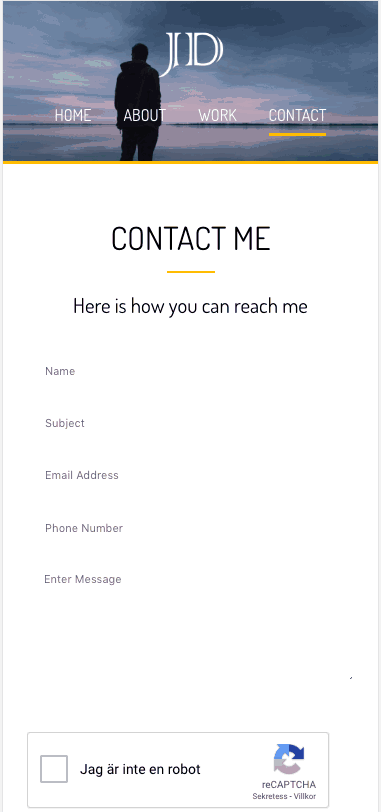 JD
HOME ABOUT WORK CONTACT
CONTACT ME
Here is how you can reach me
Name
Subject
Email Address
Phone Number
Enter Message
Jag är inte en robot
reCAPTCHA
Sekretess - Villkor